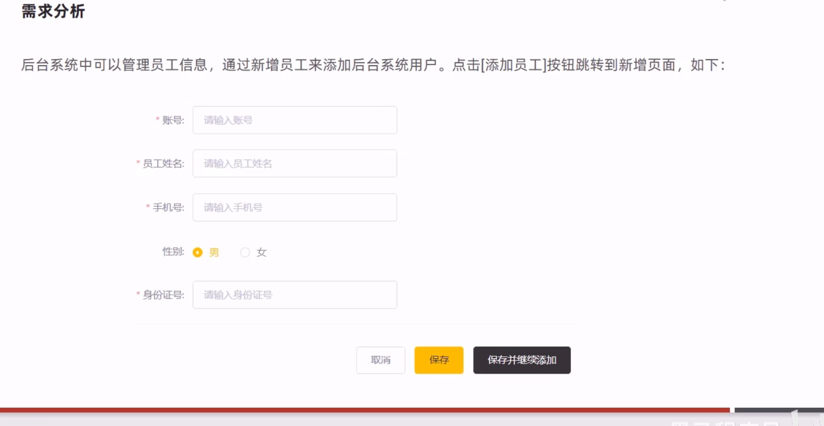 需求分析
后台系统中可以管理员工信息，通过新增员工来添加后台系统用户。点击[添加员工]按钮跳转到新增页面，如下：
* 账号: 请输入账号
* 员工姓名: 请输入员工姓名
* 手机号: 请输入手机号
性别: 男 女
* 身份证号: 请输入身份证号
取消 保存 保存并继续添加